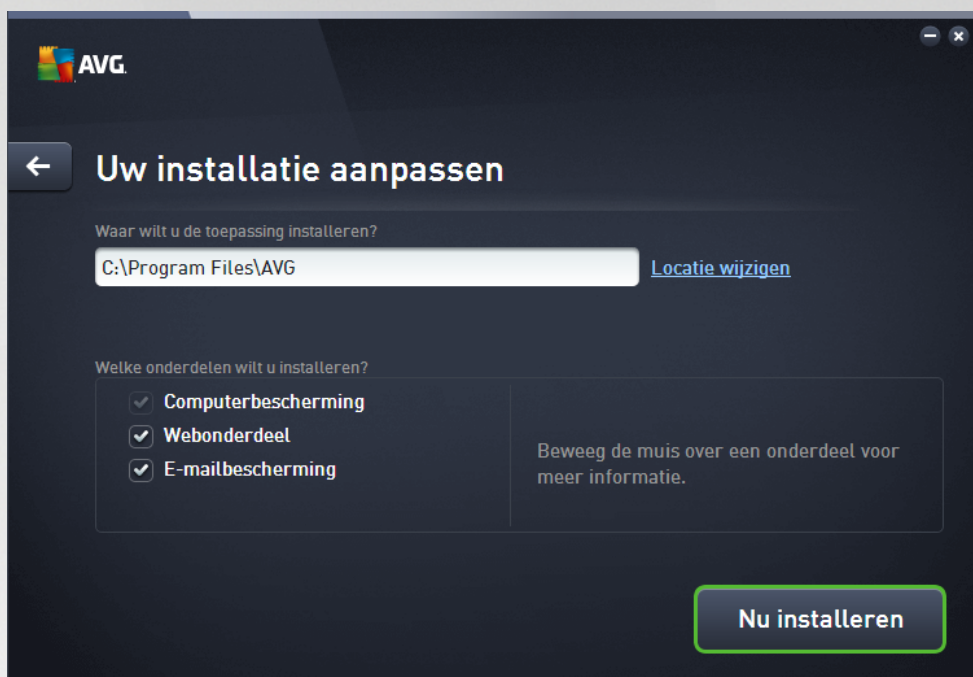 AVG.
Uw installatie aanpassen
Waar wilt u de toepassing installeren?
C:\Program Files\AVG
Locatie wijzigen
Welke onderdelen wilt u installeren?
Computerbescherming
Webonderdeel
E-mailbescherming
Beweeg de muis over een onderdeel voor
meer informatie.
Nu installeren